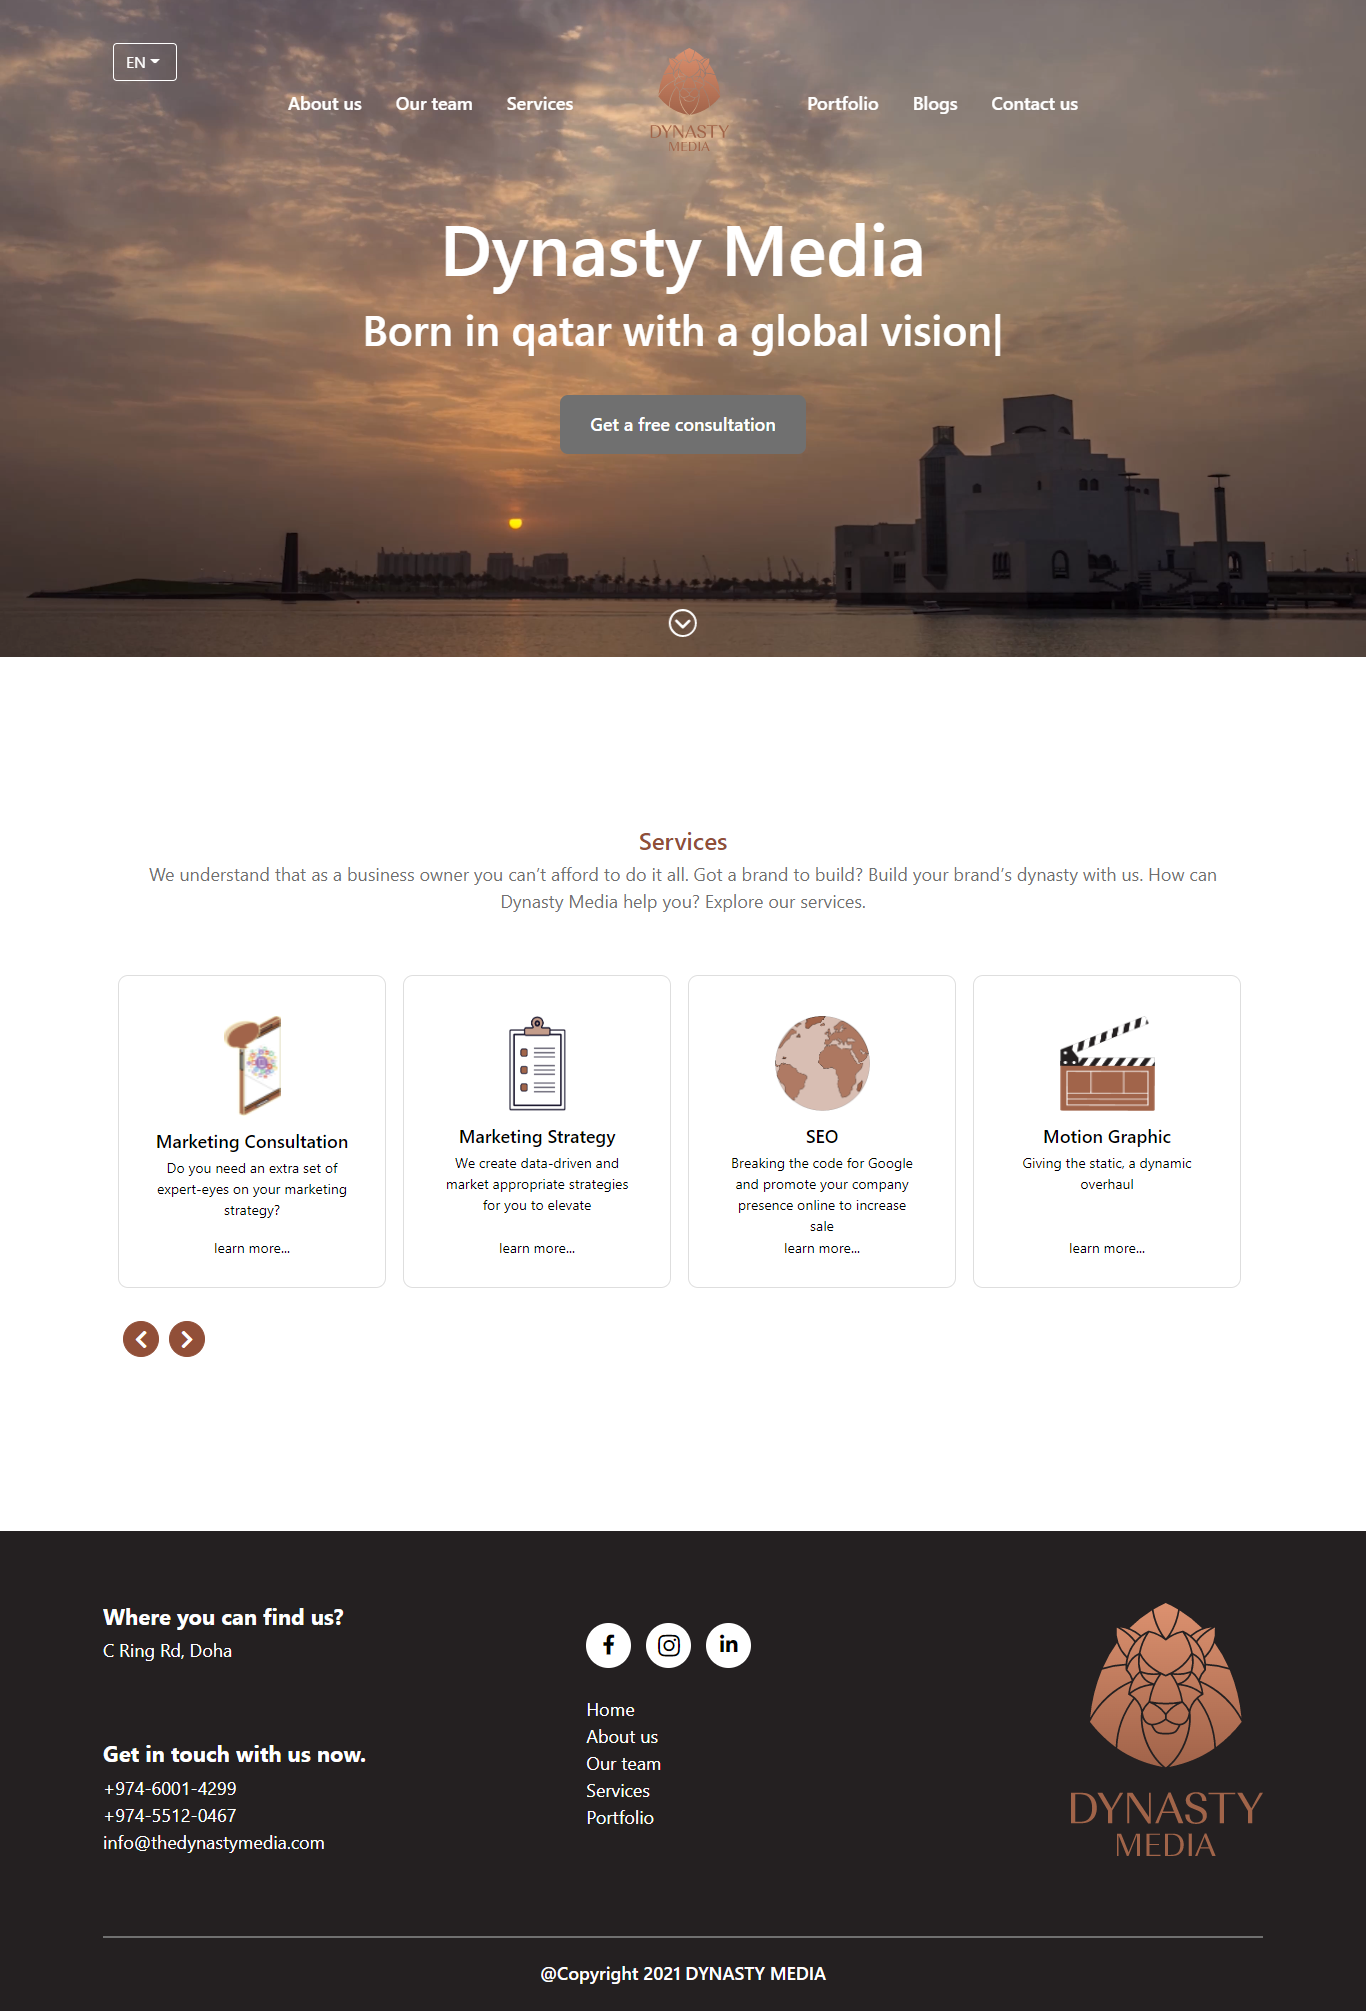 EN
About us
Our team
Services
DYNASTY
MEDIA
Portfolio
Blogs
Contact us
Dynasty Media
Born in qatar with a global vision|
Get a free consultation
Services
We understand that as a business owner you can’t afford to do it all. Got a brand to build? Build your brand’s dynasty with us. How can
Dynasty Media help you? Explore our services.
Marketing Consultation
Do you need an extra set of
expert-eyes on your marketing
strategy?
learn more...
Marketing Strategy
We create data-driven and
market appropriate strategies
for you to elevate
learn more...
SEO
Breaking the code for Google
and promote your company
presence online to increase
sale
learn more...
Motion Graphic
Giving the static, a dynamic
overhaul
learn more...
Where you can find us?
C Ring Rd, Doha
Get in touch with us now.
+974-6001-4299
+974-5512-0467
info@thedynastymedia.com
Home
About us
Our team
Services
Portfolio
DYNASTY
MEDIA
@Copyright 2021 DYNASTY MEDIA